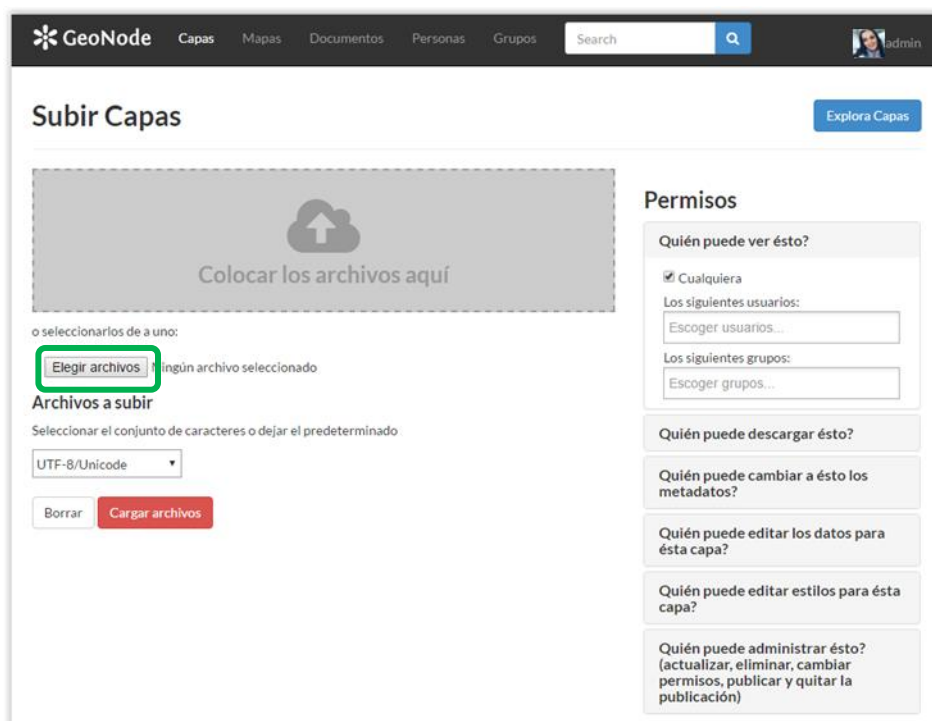 GeoNode Capas Mapas Documentos Personas Grupos Search admin
Subir Capas
Explora Capas
Colocar los archivos aquí
o seleccionarlos de a uno:
Elegir archivos Ningún archivo seleccionado
Archivos a subir
Seleccionar el conjunto de caracteres o dejar el predeterminado
UTF-8/Unicode
Borrar Cargar archivos
Permisos
Quién puede ver ésto?
Cualquiera
Los siguientes usuarios:
Escoger usuarios...
Los siguientes grupos:
Escoger grupos...
Quién puede descargar ésto?
Quién puede cambiar a ésto los
metadatos?
Quién puede editar los datos para
ésta capa?
Quién puede editar estilos para ésta
capa?
Quién puede administrar ésto?
(actualizar, eliminar, cambiar
permisos, publicar y quitar la
publicación)